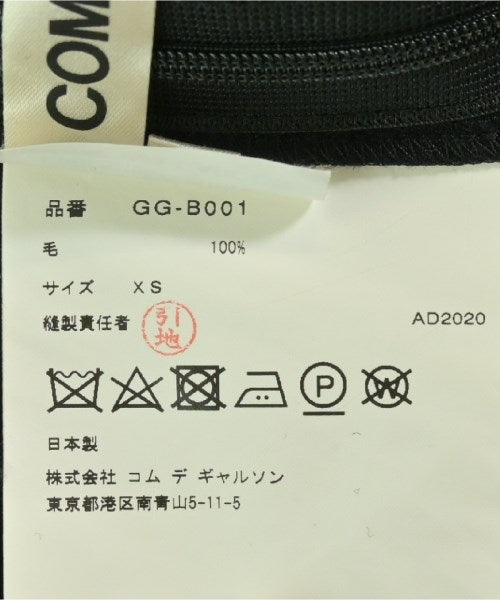 COM
品番 GG-B001
毛 100%
サイズ XS
縫製責任者 引地 AD2020
P W
日本製
株式会社 コム デ ギャルソン
東京都港区南青山5-11-5